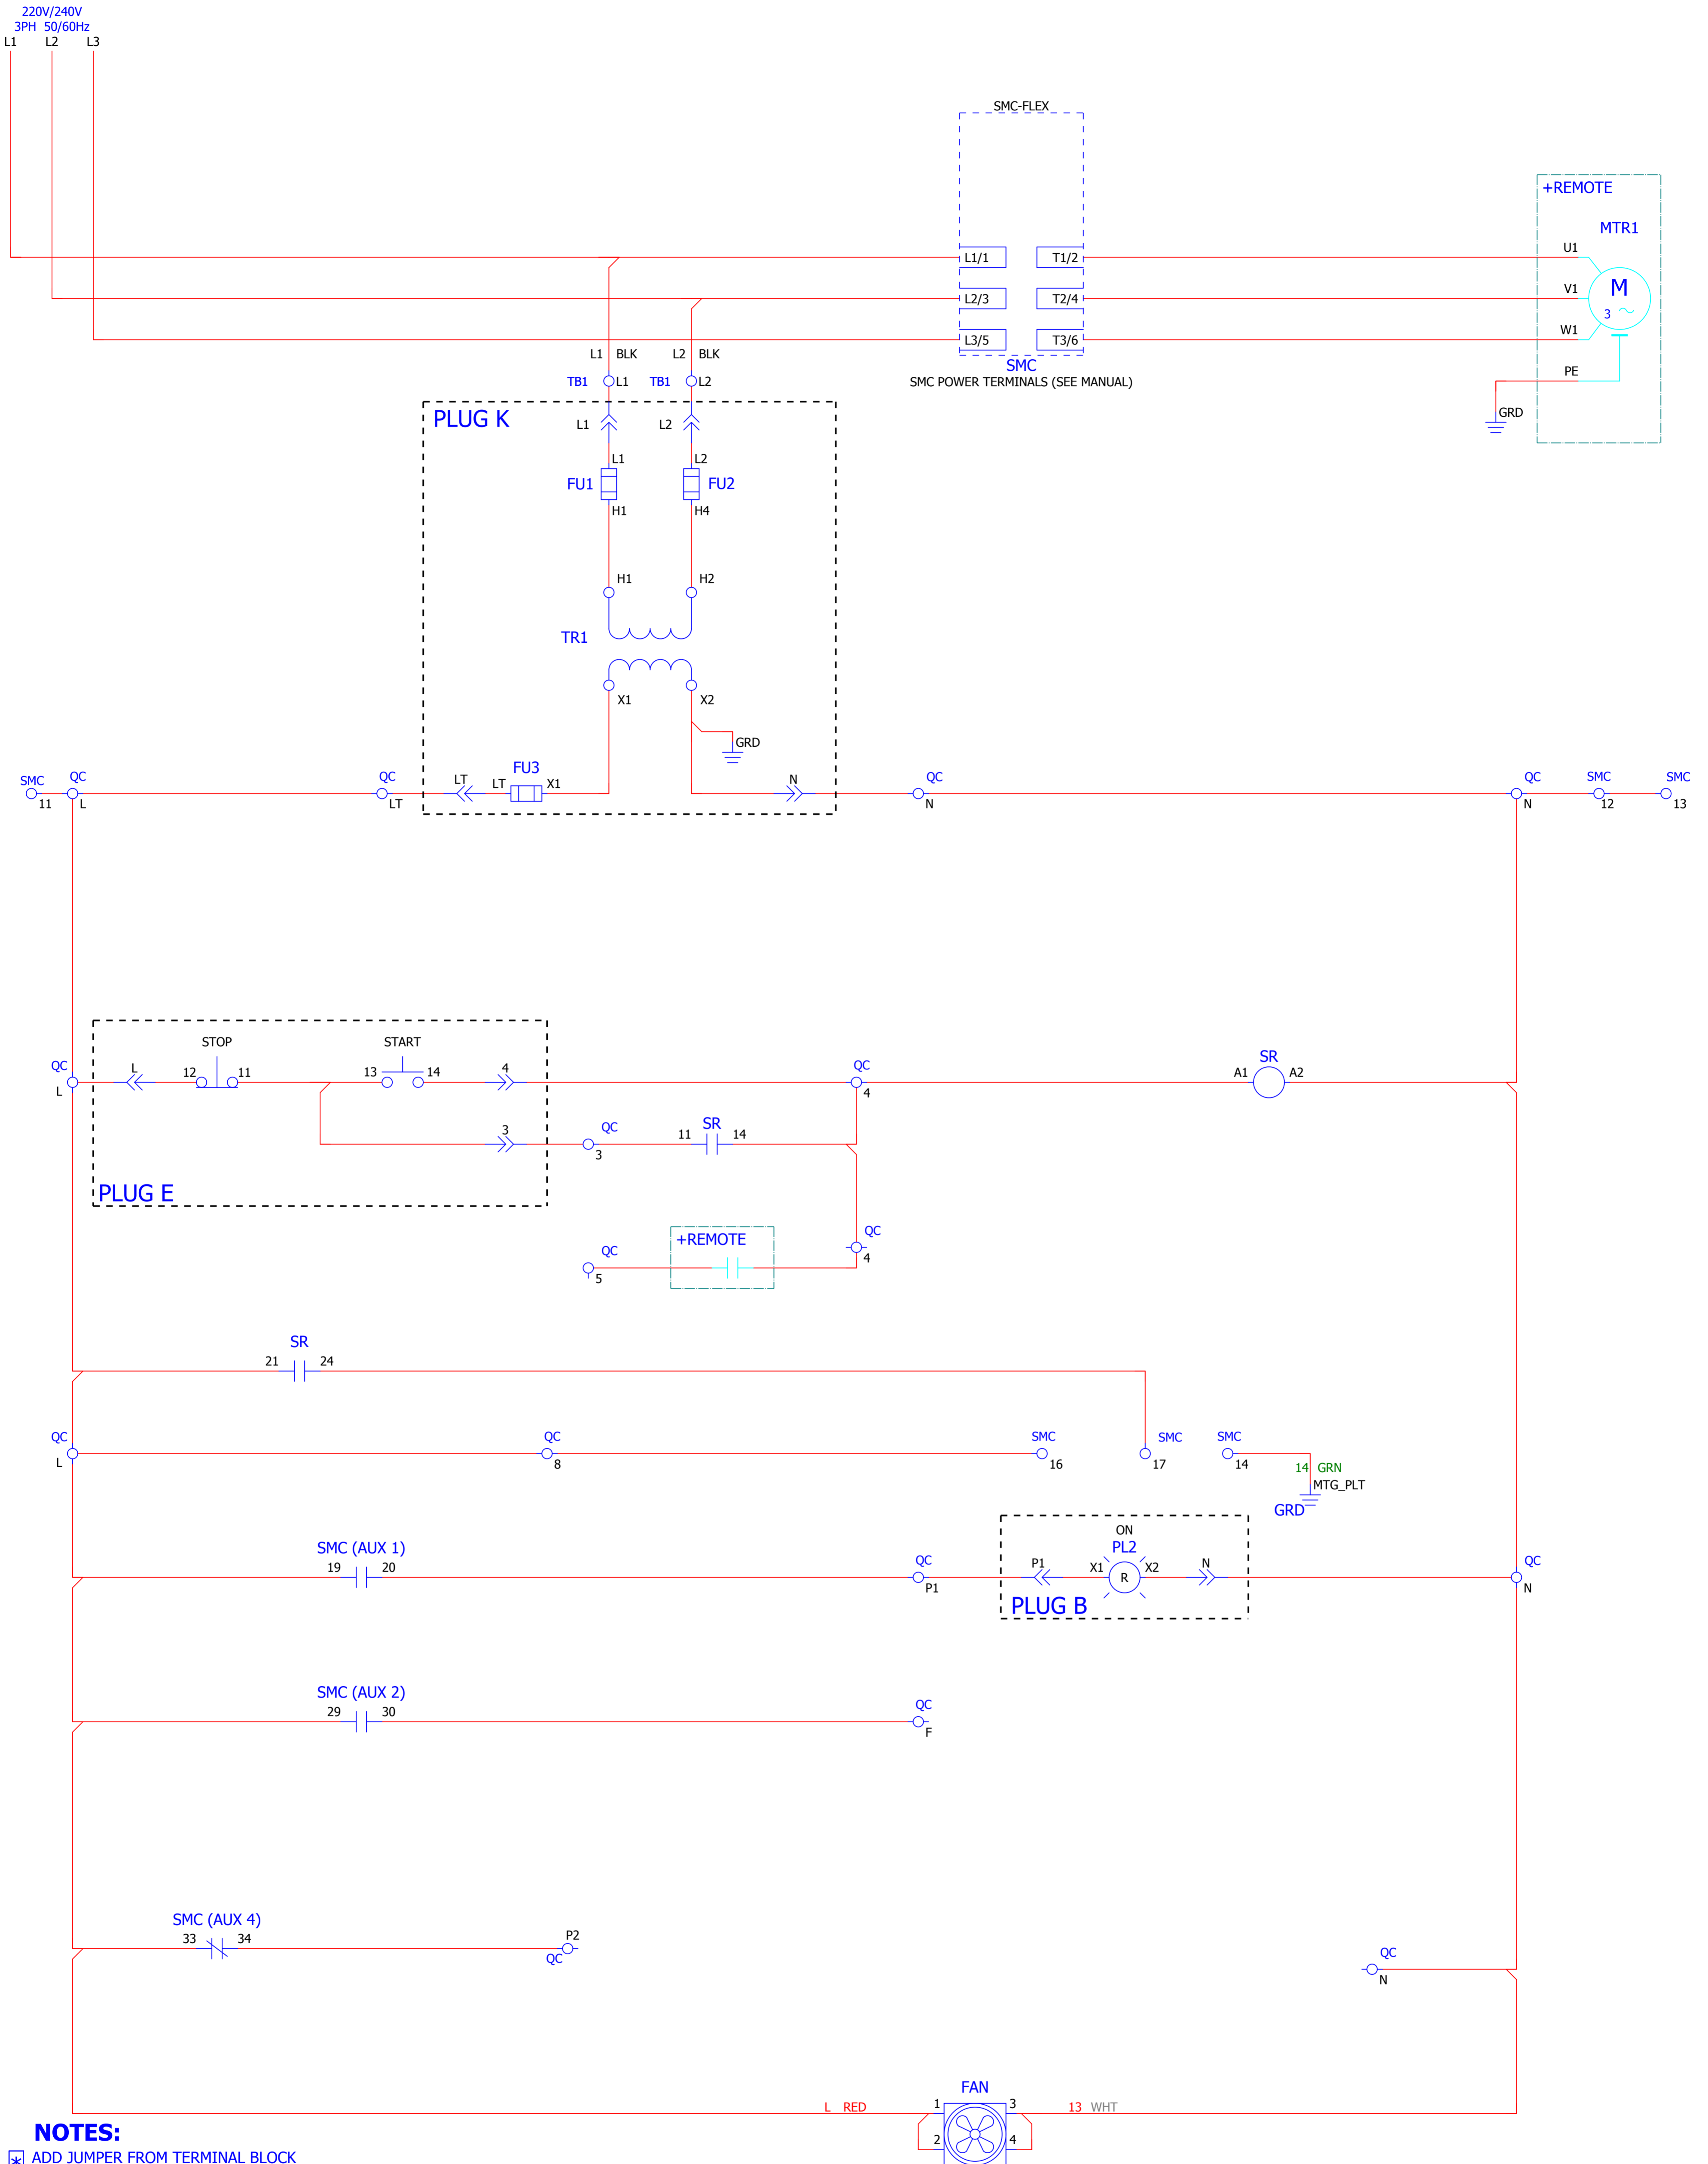 220V/240V
3PH 50/60Hz
L1 L2 L3
SMC-FLEX
+REMOTE
MTR1
L1/1 T1/2 U1
M
3
L2/3 T2/4 V1
L3/5 T3/6 W1
L1 BLK L2 BLK
SMC
SMC POWER TERMINALS (SEE MANUAL)
PE
TB1 L1 TB1 L2
GRD
PLUG K
L1 L2
L1 L2
FU1 FU2
H1 H4
H1 H2
TR1
X1 X2
GRD
SMC QC QC FU3 QC QC SMC SMC
LT LT X1 N
11 L LT N N 12 13
STOP START
QC L 4 QC SR
12 11 13 14 A1 A2
L 4
3 QC SR
11 14
3
PLUG E
QC
+REMOTE
QC 4
5
SR
21 24
QC QC SMC SMC SMC
L 8 16 17 14
14 GRN
MTG_PLT
GRD
ON
SMC (AUX 1) PL2
19 20 QC P1 X1 X2 N QC
R
P1 N
PLUG B
SMC (AUX 2)
29 30 QC
F
SMC (AUX 4)
33 34 P2
QC QC
N
FAN
L RED 1 3 13 WHT
2 4
NOTES:
* ADD JUMPER FROM TERMINAL BLOCK